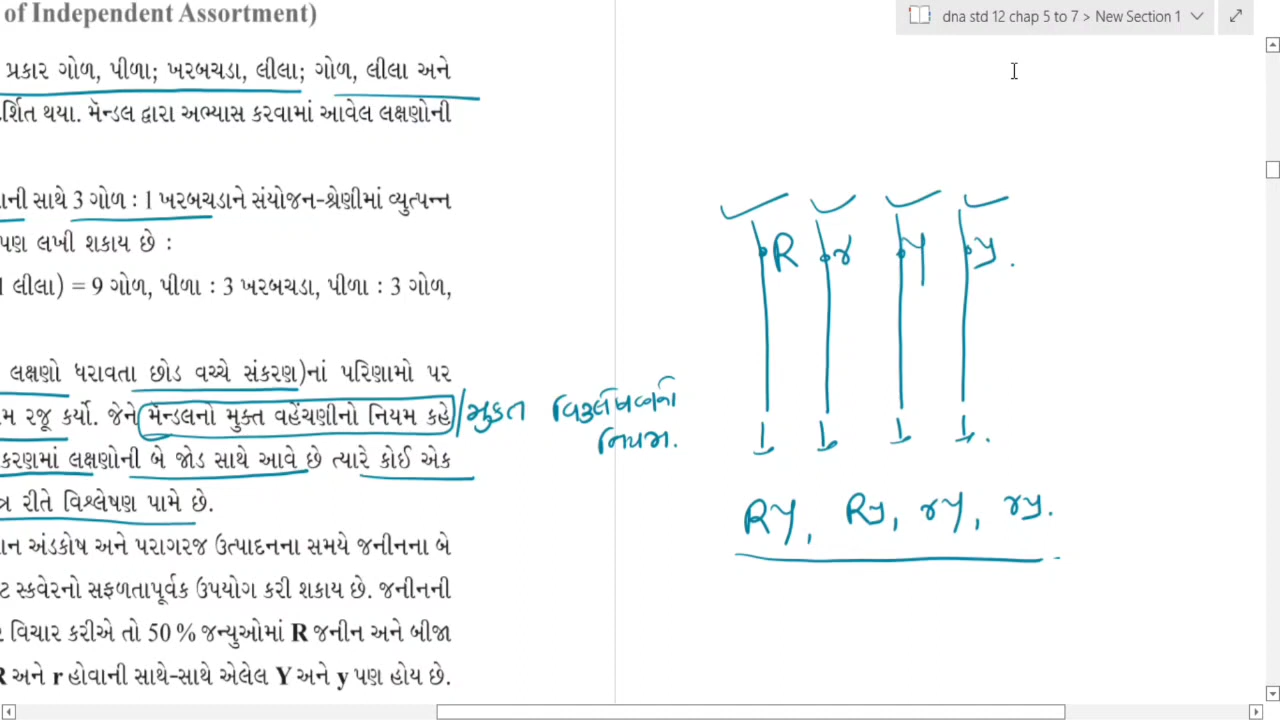 of Independent Assortment)
dna std 12 chap 5 to 7 > New Section 1
પ્રકાર ગોળ, પીળા; ખરબચડા, લીલા; ગોળ, લીલા અને
ર્શિત થયા. મૅન્ડલ દ્વારા અભ્યાસ કરવામાં આવેલ લક્ષણોની
ાની સાથે 3 ગોળ : 1 ખરબચડાને સંયોજન-શ્રેણીમાં વ્યુત્પન્ન
પણ લખી શકાય છે :
લીલા) = 9 ગોળ, પીળા : 3 ખરબચડા, પીળા : 3 ગોળ,
લક્ષણો ધરાવતા છોડ વચ્ચે સંકરણ)નાં પરિણામો પર
મ રજૂ કર્યો. જેને મૅન્ડલનો મુક્ત વહેંચણીનો નિયમ કહે
કરણમાં લક્ષણોની બે જોડ સાથે આવે છે ત્યારે કોઈ એક
ત્ર રીતે વિશ્લેષણ પામે છે.
ાન અંડકોષ અને પરાગરજ ઉત્પાદનના સમયે જનીનના બે
ટ સ્કવેરનો સફળતાપૂર્વક ઉપયોગ કરી શકાય છે. જનીનની
વિચાર કરીએ તો 50 % જન્યુઓમાં R જનીન અને બીજા
R અને r હોવાની સાથે-સાથે એલેલ Y અને y પણ હોય છે.
/ મુક્ત
નિયમ.
R r Y y.
RY, Ry, rY, ry.